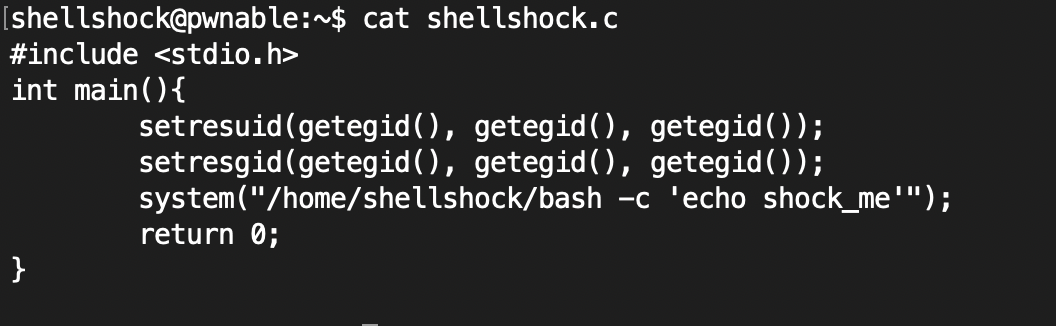 [shellshock@pwnable:~$ cat shellshock.c
#include <stdio.h>
int main(){
        setresuid(getegid(), getegid(), getegid());
        setresgid(getegid(), getegid(), getegid());
        system("/home/shellshock/bash -c 'echo shock_me'");
        return 0;
}